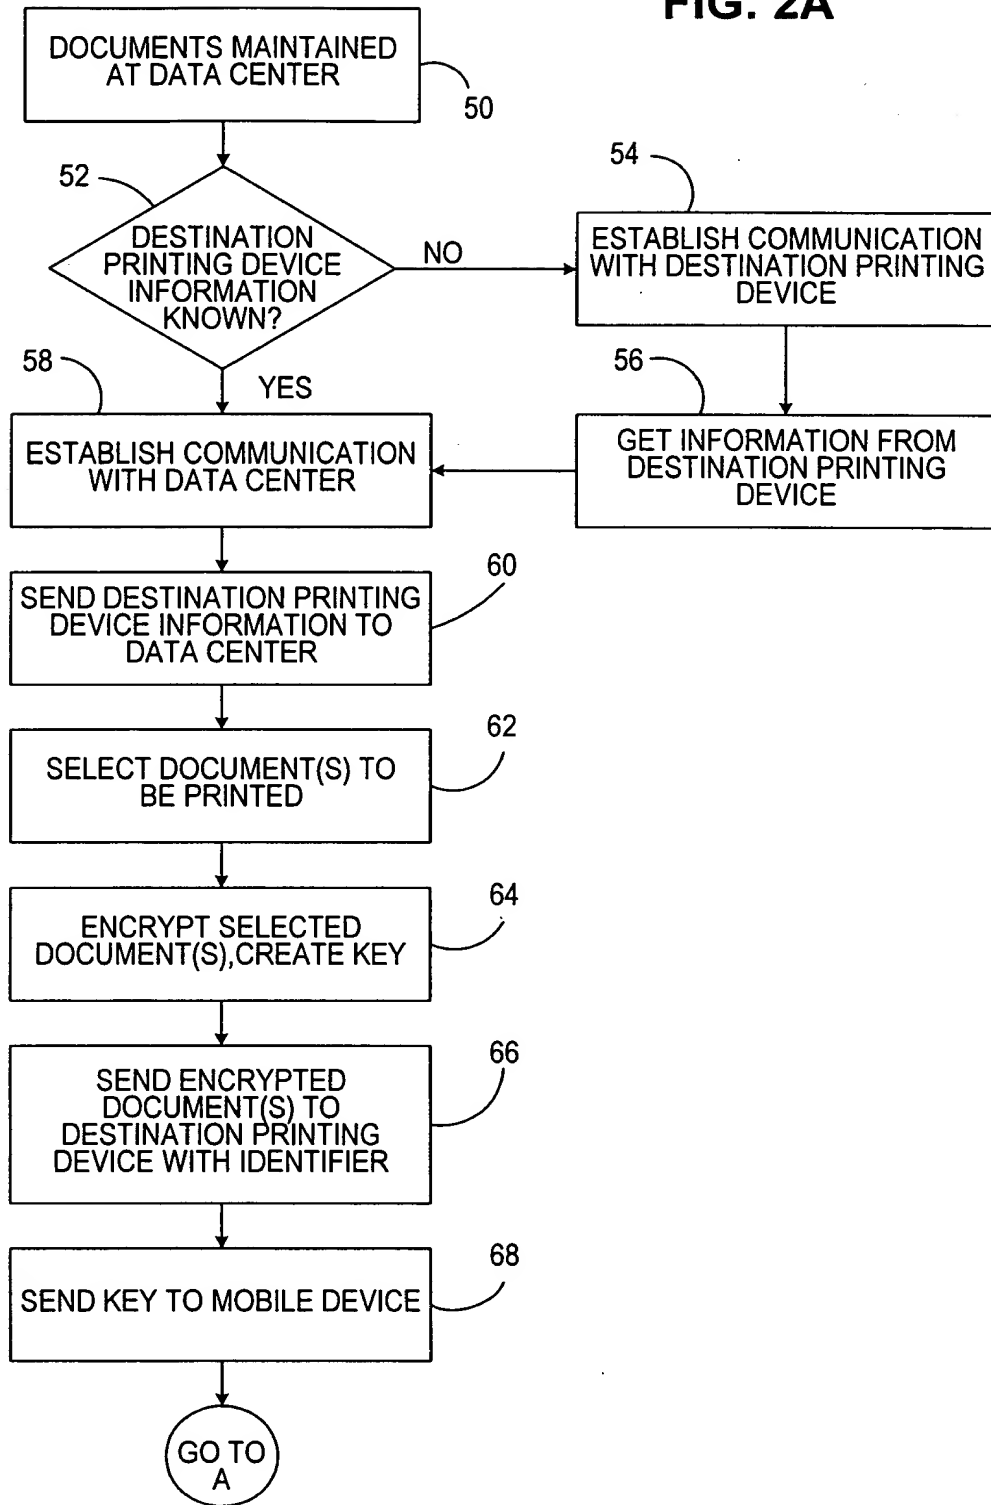 FIG. 2A
DOCUMENTS MAINTAINED
AT DATA CENTER
50
52
DESTINATION
PRINTING DEVICE
INFORMATION
KNOWN?
NO
YES
54
ESTABLISH COMMUNICATION
WITH DESTINATION PRINTING
DEVICE
56
GET INFORMATION FROM
DESTINATION PRINTING
DEVICE
58
ESTABLISH COMMUNICATION
WITH DATA CENTER
60
SEND DESTINATION PRINTING
DEVICE INFORMATION TO
DATA CENTER
62
SELECT DOCUMENT(S) TO
BE PRINTED
64
ENCRYPT SELECTED
DOCUMENT(S),CREATE KEY
66
SEND ENCRYPTED
DOCUMENT(S) TO
DESTINATION PRINTING
DEVICE WITH IDENTIFIER
68
SEND KEY TO MOBILE DEVICE
GO TO
A